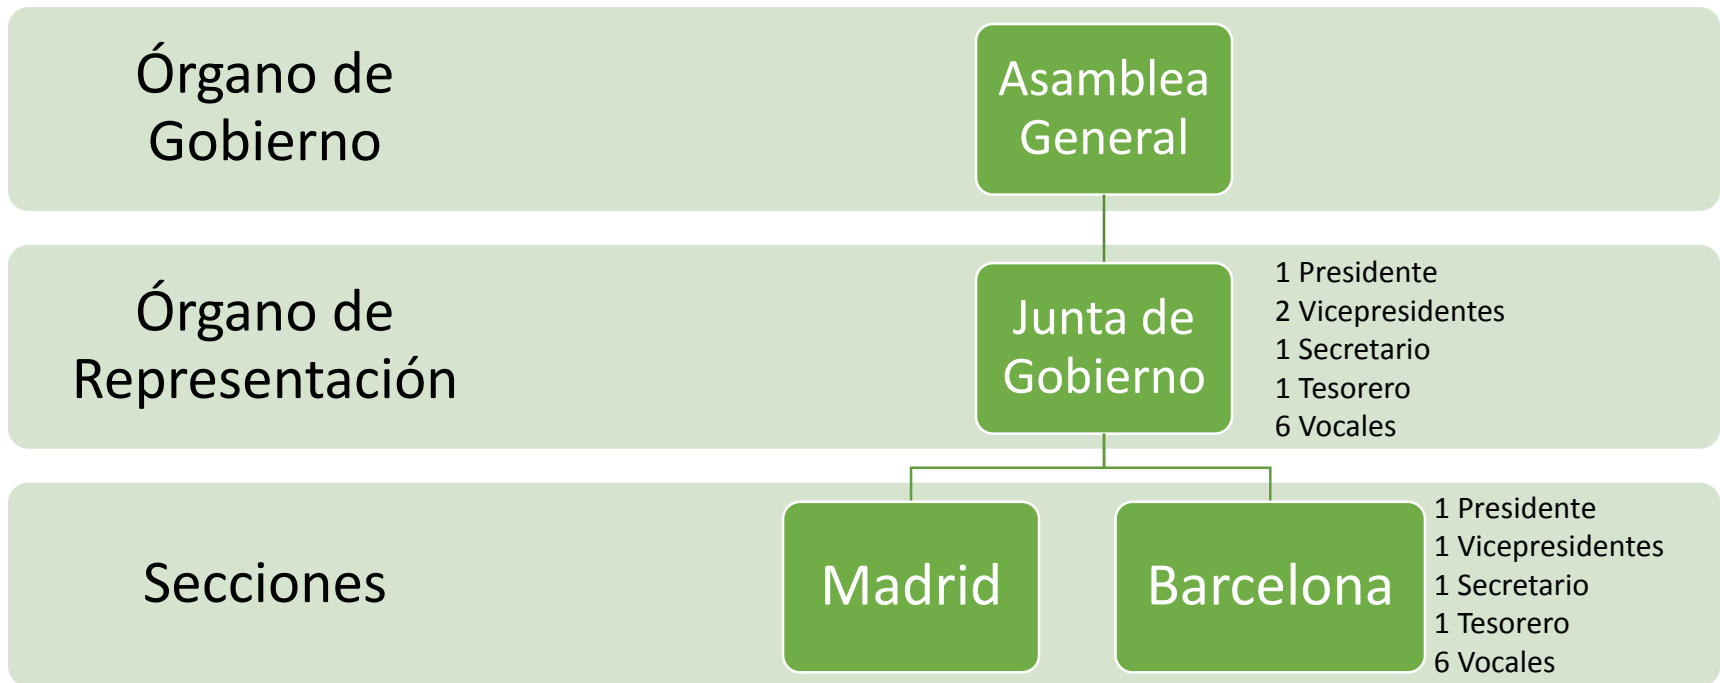 Órgano de
Gobierno
Asamblea
General
Órgano de
Representación
Junta de
Gobierno
1 Presidente
2 Vicepresidentes
1 Secretario
1 Tesorero
6 Vocales
Secciones
Madrid
Barcelona
1 Presidente
1 Vicepresidentes
1 Secretario
1 Tesorero
6 Vocales